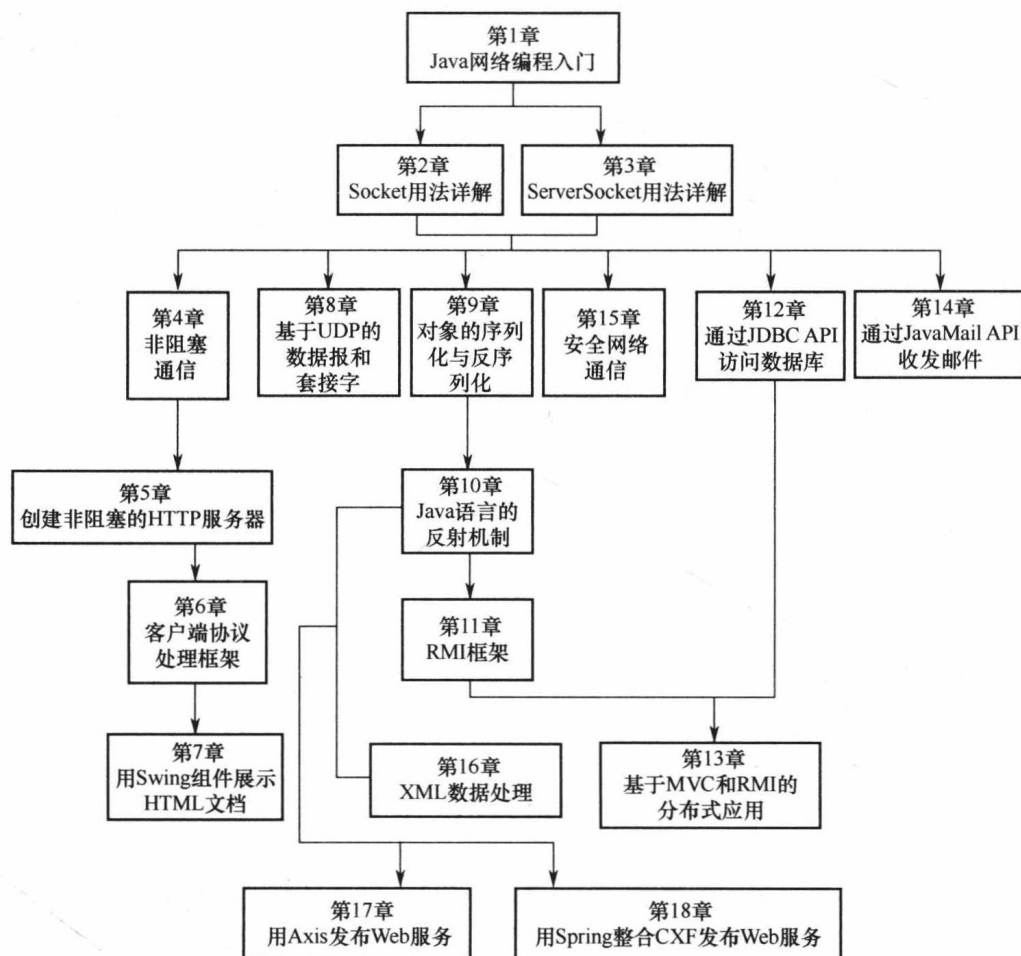 第1章
Java网络编程入门
第2章
Socket用法详解
第3章
ServerSocket用法详解
第4章
非阻塞
通信
第8章
基于UDP的
数据报和
套接字
第9章
对象的序列
化与反序
列化
第15章
安全网络
通信
第12章
通过JDBC API
访问数据库
第14章
通过JavaMail API
收发邮件
第5章
创建非阻塞的HTTP服务器
第10章
Java语言的
反射机制
第6章
客户端协议
处理框架
第11章
RMI框架
第7章
用Swing组件展示
HTML文档
第16章
XML数据处理
第13章
基于MVC和RMI的
分布式应用
第17章
用Axis发布Web服务
第18章
用Spring整合CXF发布Web服务